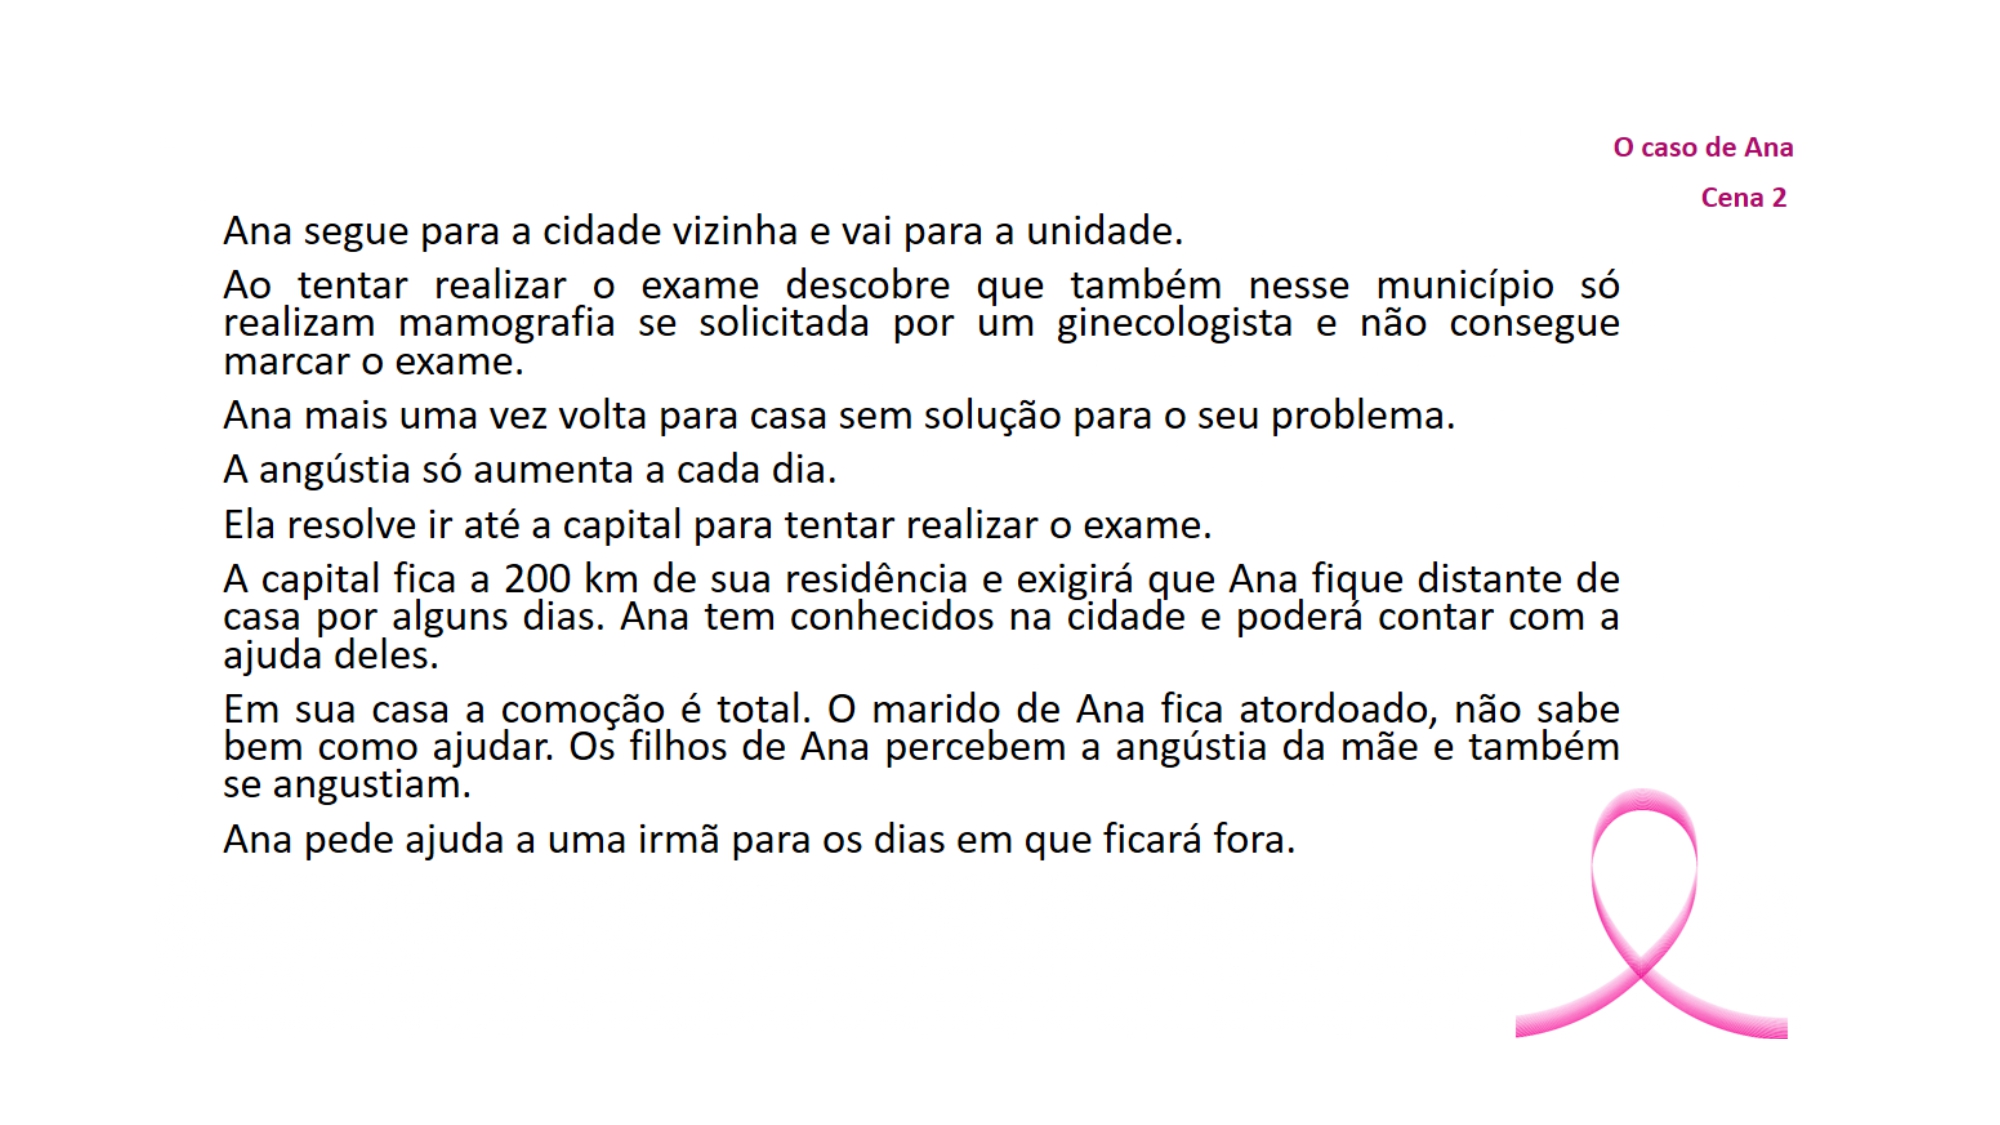 O caso de Ana
Cena 2
Ana segue para a cidade vizinha e vai para a unidade.
Ao tentar realizar o exame descobre que também nesse município só
realizam mamografia se solicitada por um ginecologista e não consegue
marcar o exame.
Ana mais uma vez volta para casa sem solução para o seu problema.
A angústia só aumenta a cada dia.
Ela resolve ir até a capital para tentar realizar o exame.
A capital fica a 200 km de sua residência e exigirá que Ana fique distante de
casa por alguns dias. Ana tem conhecidos na cidade e poderá contar com a
ajuda deles.
Em sua casa a comoção é total. O marido de Ana fica atordoado, não sabe
bem como ajudar. Os filhos de Ana percebem a angústia da mãe e também
se angustiam.
Ana pede ajuda a uma irmã para os dias em que ficará fora.